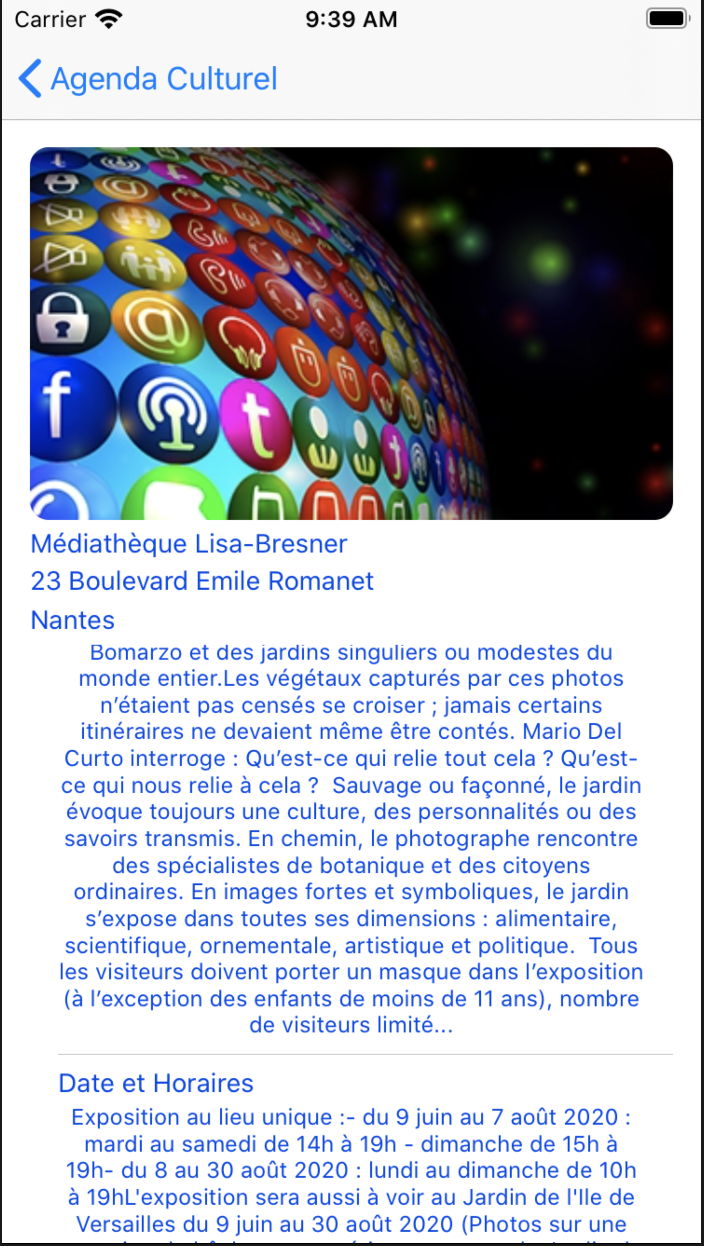 Carrier
9:39 AM
Agenda Culturel
f
t
t
Médiathèque Lisa-Bresner
23 Boulevard Emile Romanet
Nantes
Bomarzo et des jardins singuliers ou modestes du
monde entier.Les végétaux capturés par ces photos
n’étaient pas censés se croiser ; jamais certains
itinéraires ne devaient même être contés. Mario Del
Curto interroge : Qu’est-ce qui relie tout cela ? Qu’est-
ce qui nous relie à cela ?  Sauvage ou façonné, le jardin
évoque toujours une culture, des personnalités ou des
savoirs transmis. En chemin, le photographe rencontre
des spécialistes de botanique et des citoyens
ordinaires. En images fortes et symboliques, le jardin
s’expose dans toutes ses dimensions : alimentaire,
scientifique, ornementale, artistique et politique.  Tous
les visiteurs doivent porter un masque dans l’exposition
(à l’exception des enfants de moins de 11 ans), nombre
de visiteurs limité...
Date et Horaires
Exposition au lieu unique :- du 9 juin au 7 août 2020 :
mardi au samedi de 14h à 19h - dimanche de 15h à
19h- du 8 au 30 août 2020 : lundi au dimanche de 10h
à 19hL'exposition sera aussi à voir au Jardin de l'Ile de
Versailles du 9 juin au 30 août 2020 (Photos sur une